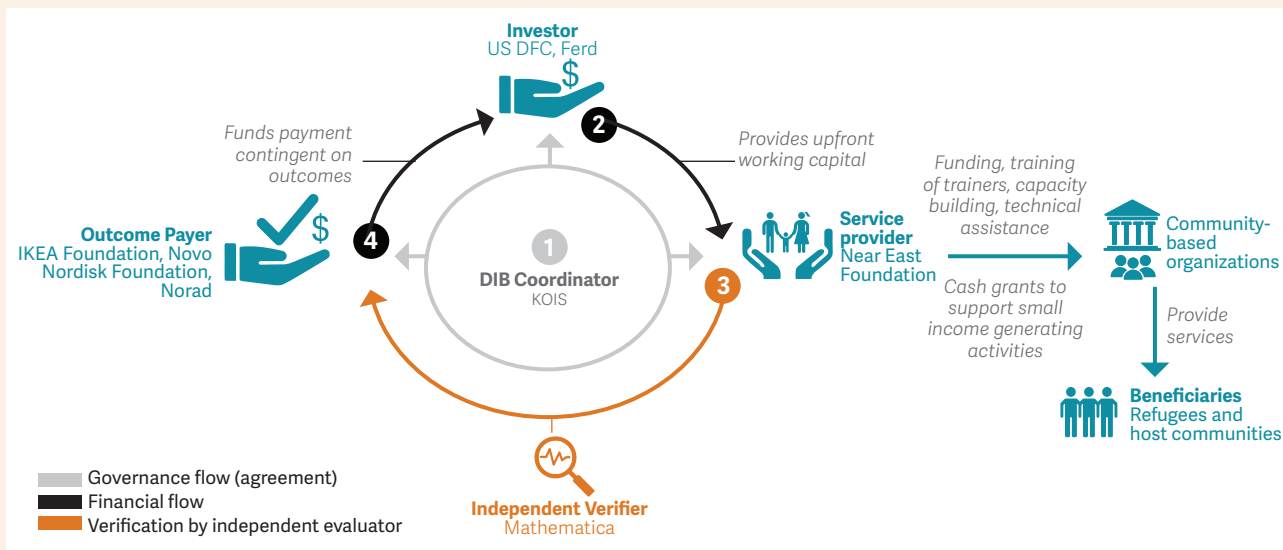 Investor
US DFC, Ferd
$
2
Funds payment
contingent on
outcomes
Provides upfront
working capital
$
Outcome Payer
IKEA Foundation, Novo
Nordisk Foundation,
Norad
4
1
DIB Coordinator
KOIS
Service
provider
Near East
Foundation
3
Funding, training
of trainers, capacity
building, technical
assistance
Cash grants to
support small
income generating
activities
Community-
based
organizations
Provide
services
Beneficiaries
Refugees and
host communities
Independent Verifier
Mathematica
Governance flow (agreement)
Financial flow
Verification by independent evaluator